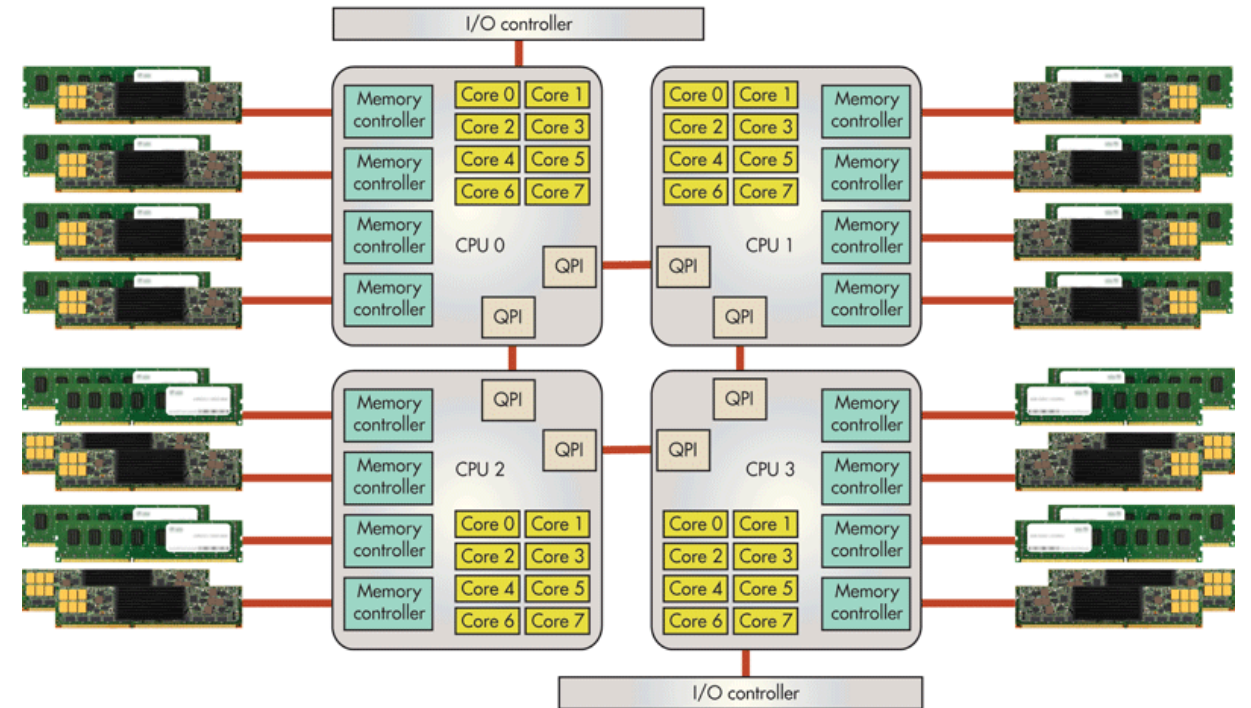 I/O controller
Memory
controller
Memory
controller
Memory
controller
Memory
controller
Core 0 Core 1
Core 2 Core 3
Core 4 Core 5
Core 6 Core 7
CPU 0
QPI
QPI
Core 0 Core 1
Core 2 Core 3
Core 4 Core 5
Core 6 Core 7
CPU 1
QPI
QPI
Memory
controller
Memory
controller
Memory
controller
Memory
controller
Memory
controller
Memory
controller
Memory
controller
Memory
controller
QPI
QPI
CPU 2
Core 0 Core 1
Core 2 Core 3
Core 4 Core 5
Core 6 Core 7
QPI
QPI
CPU 3
Core 0 Core 1
Core 2 Core 3
Core 4 Core 5
Core 6 Core 7
Memory
controller
Memory
controller
Memory
controller
Memory
controller
I/O controller